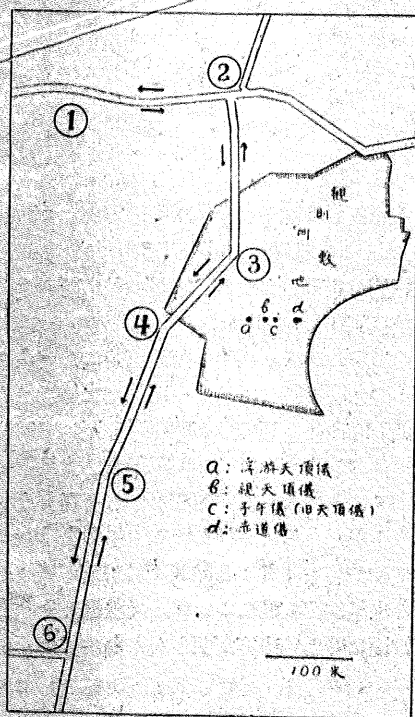 ②
①
観
測
所
敷
地
③
a b c d
④
a: 浮游天頂儀
b: 視天頂儀
c: 子午儀 (旧天頂儀)
d: 赤道儀
⑤
⑥
100米